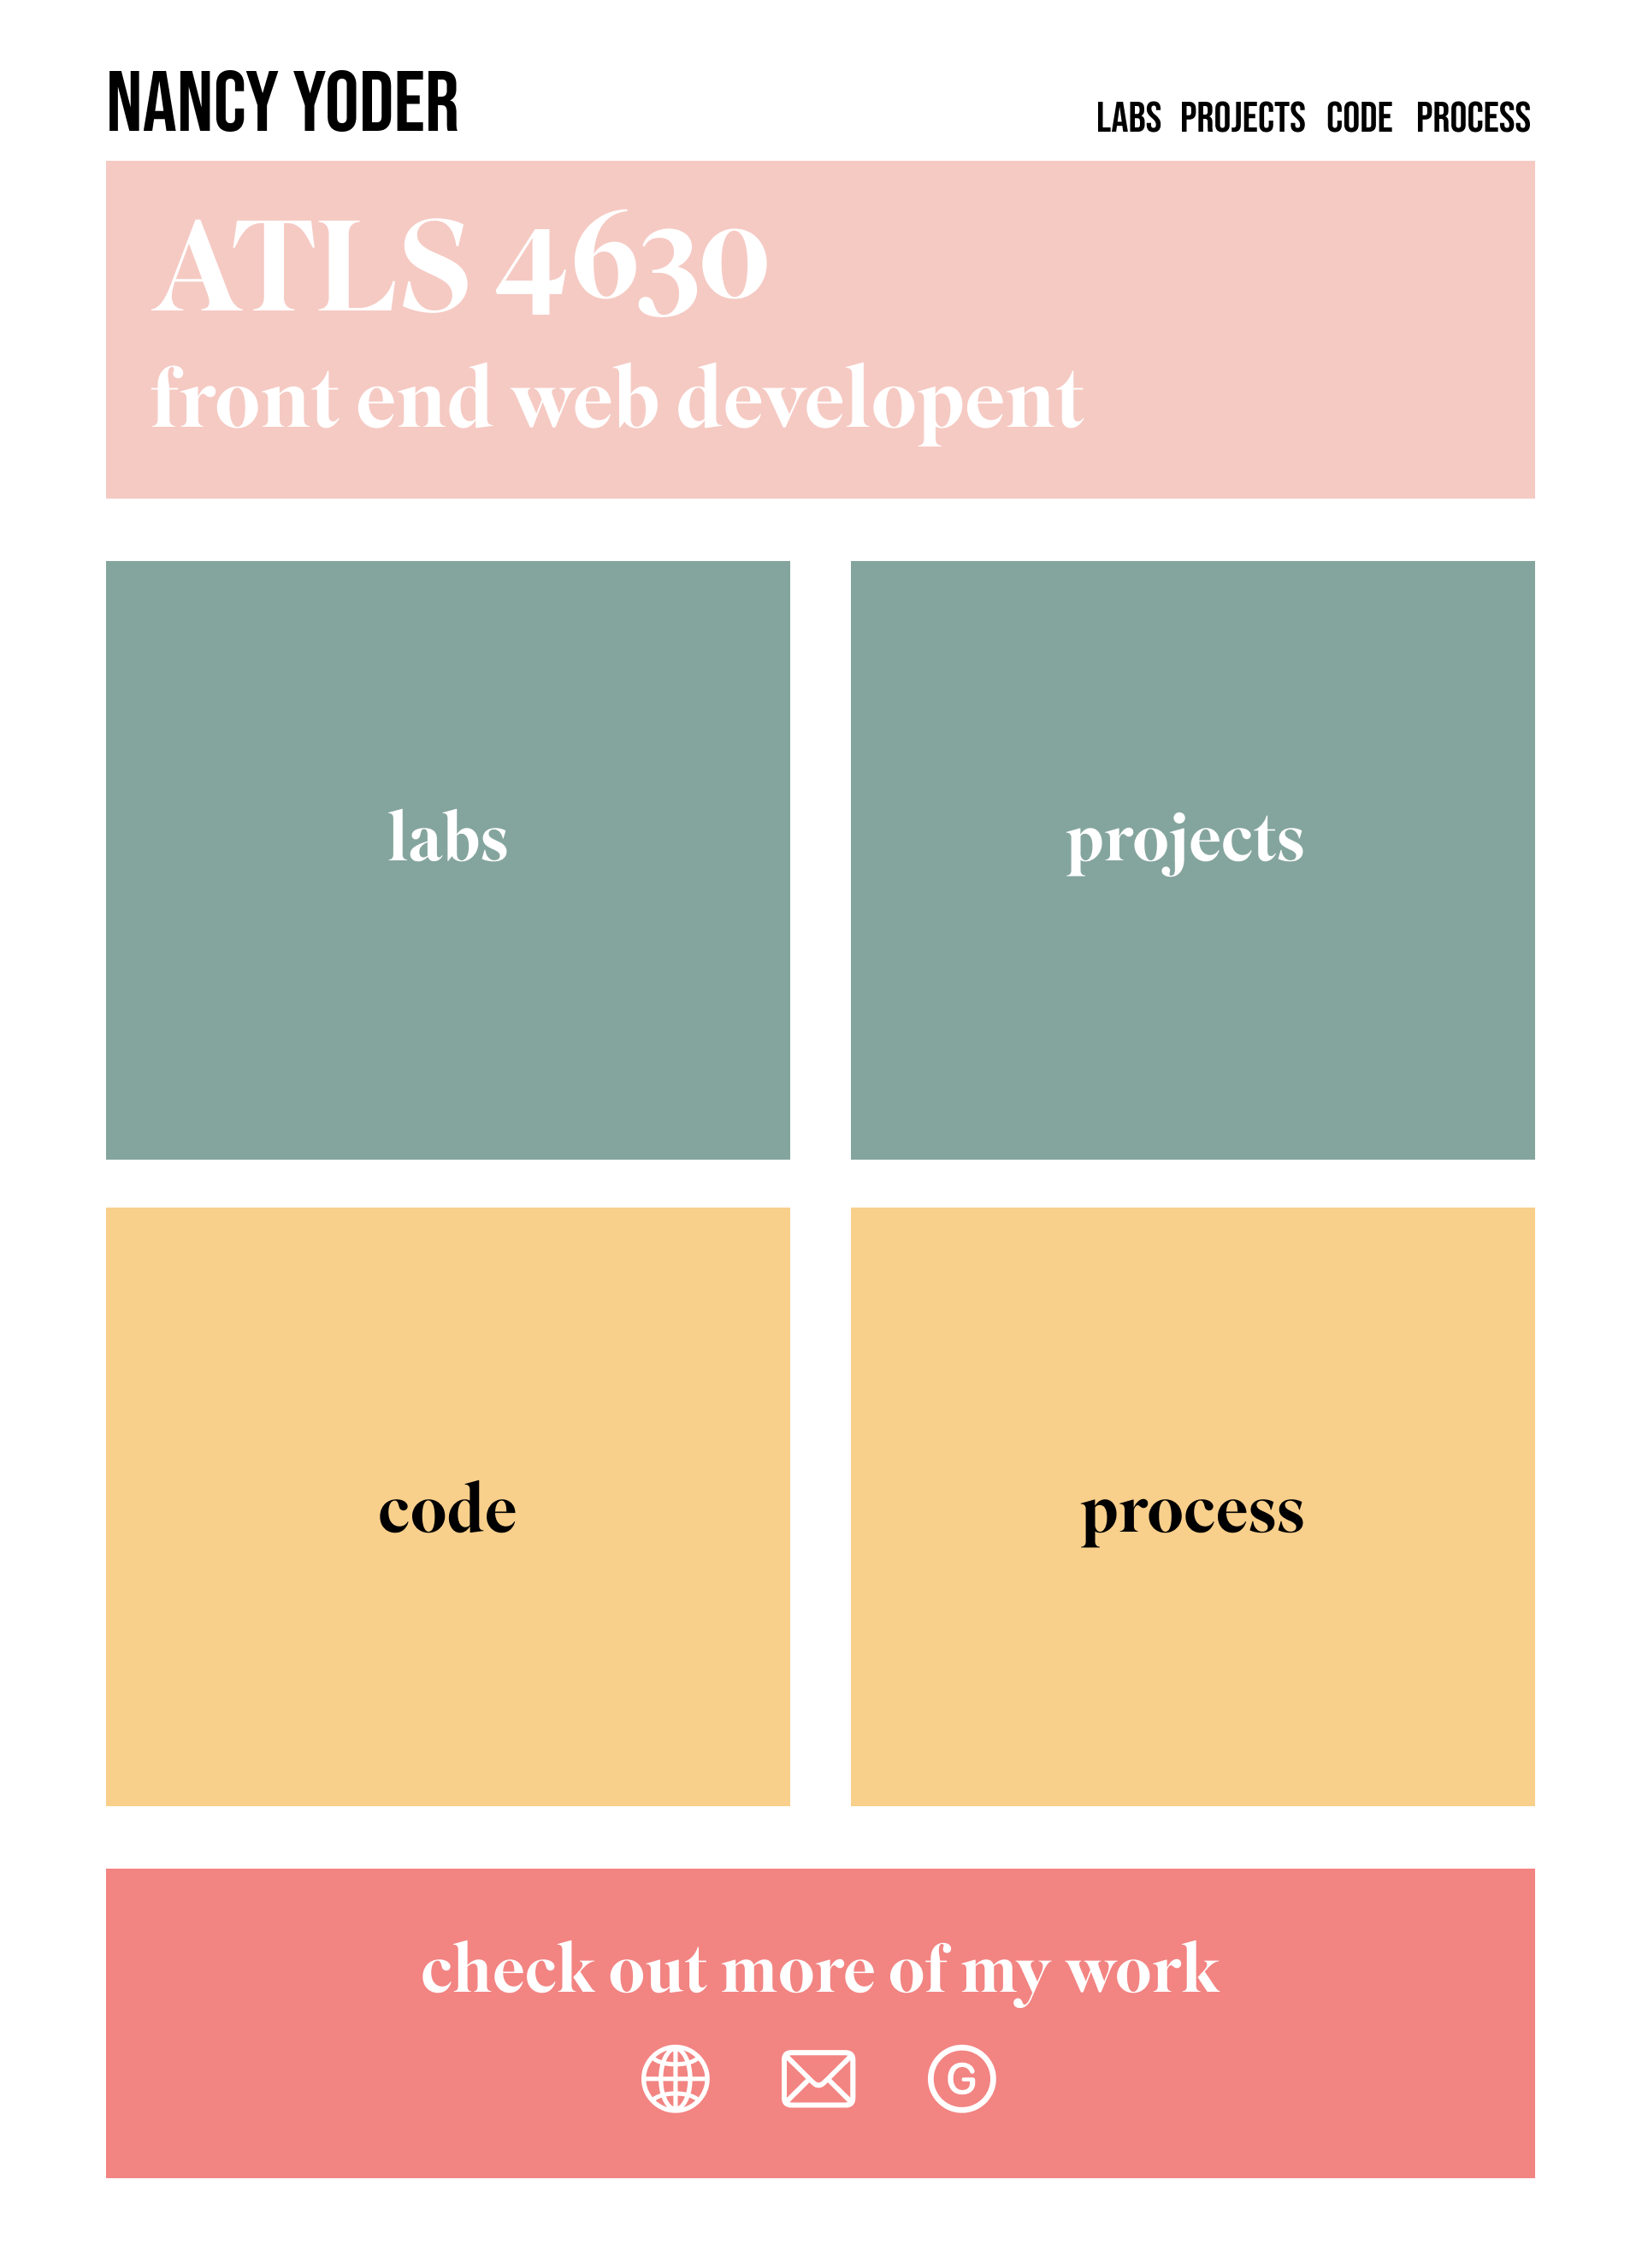 NANCY YODER
LABS PROJECTS CODE PROCESS
ATLS 4630
front end web developent
labs
projects
code
process
check out more of my work
G